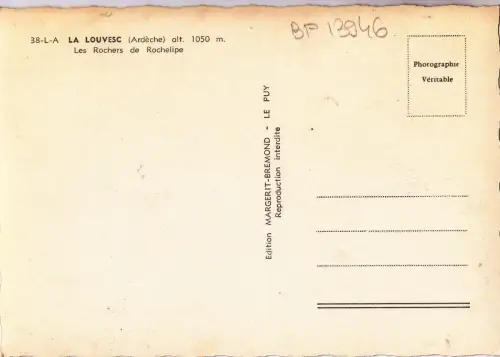 38-L-A LA LOUVESC (Ardèche) alt. 1050 m.
Les Rochers de Rochelipe
BP 13946
Photographie
Véritable
Edition MARGERIT-BREMOND - LE PUY
Reproduction interdite